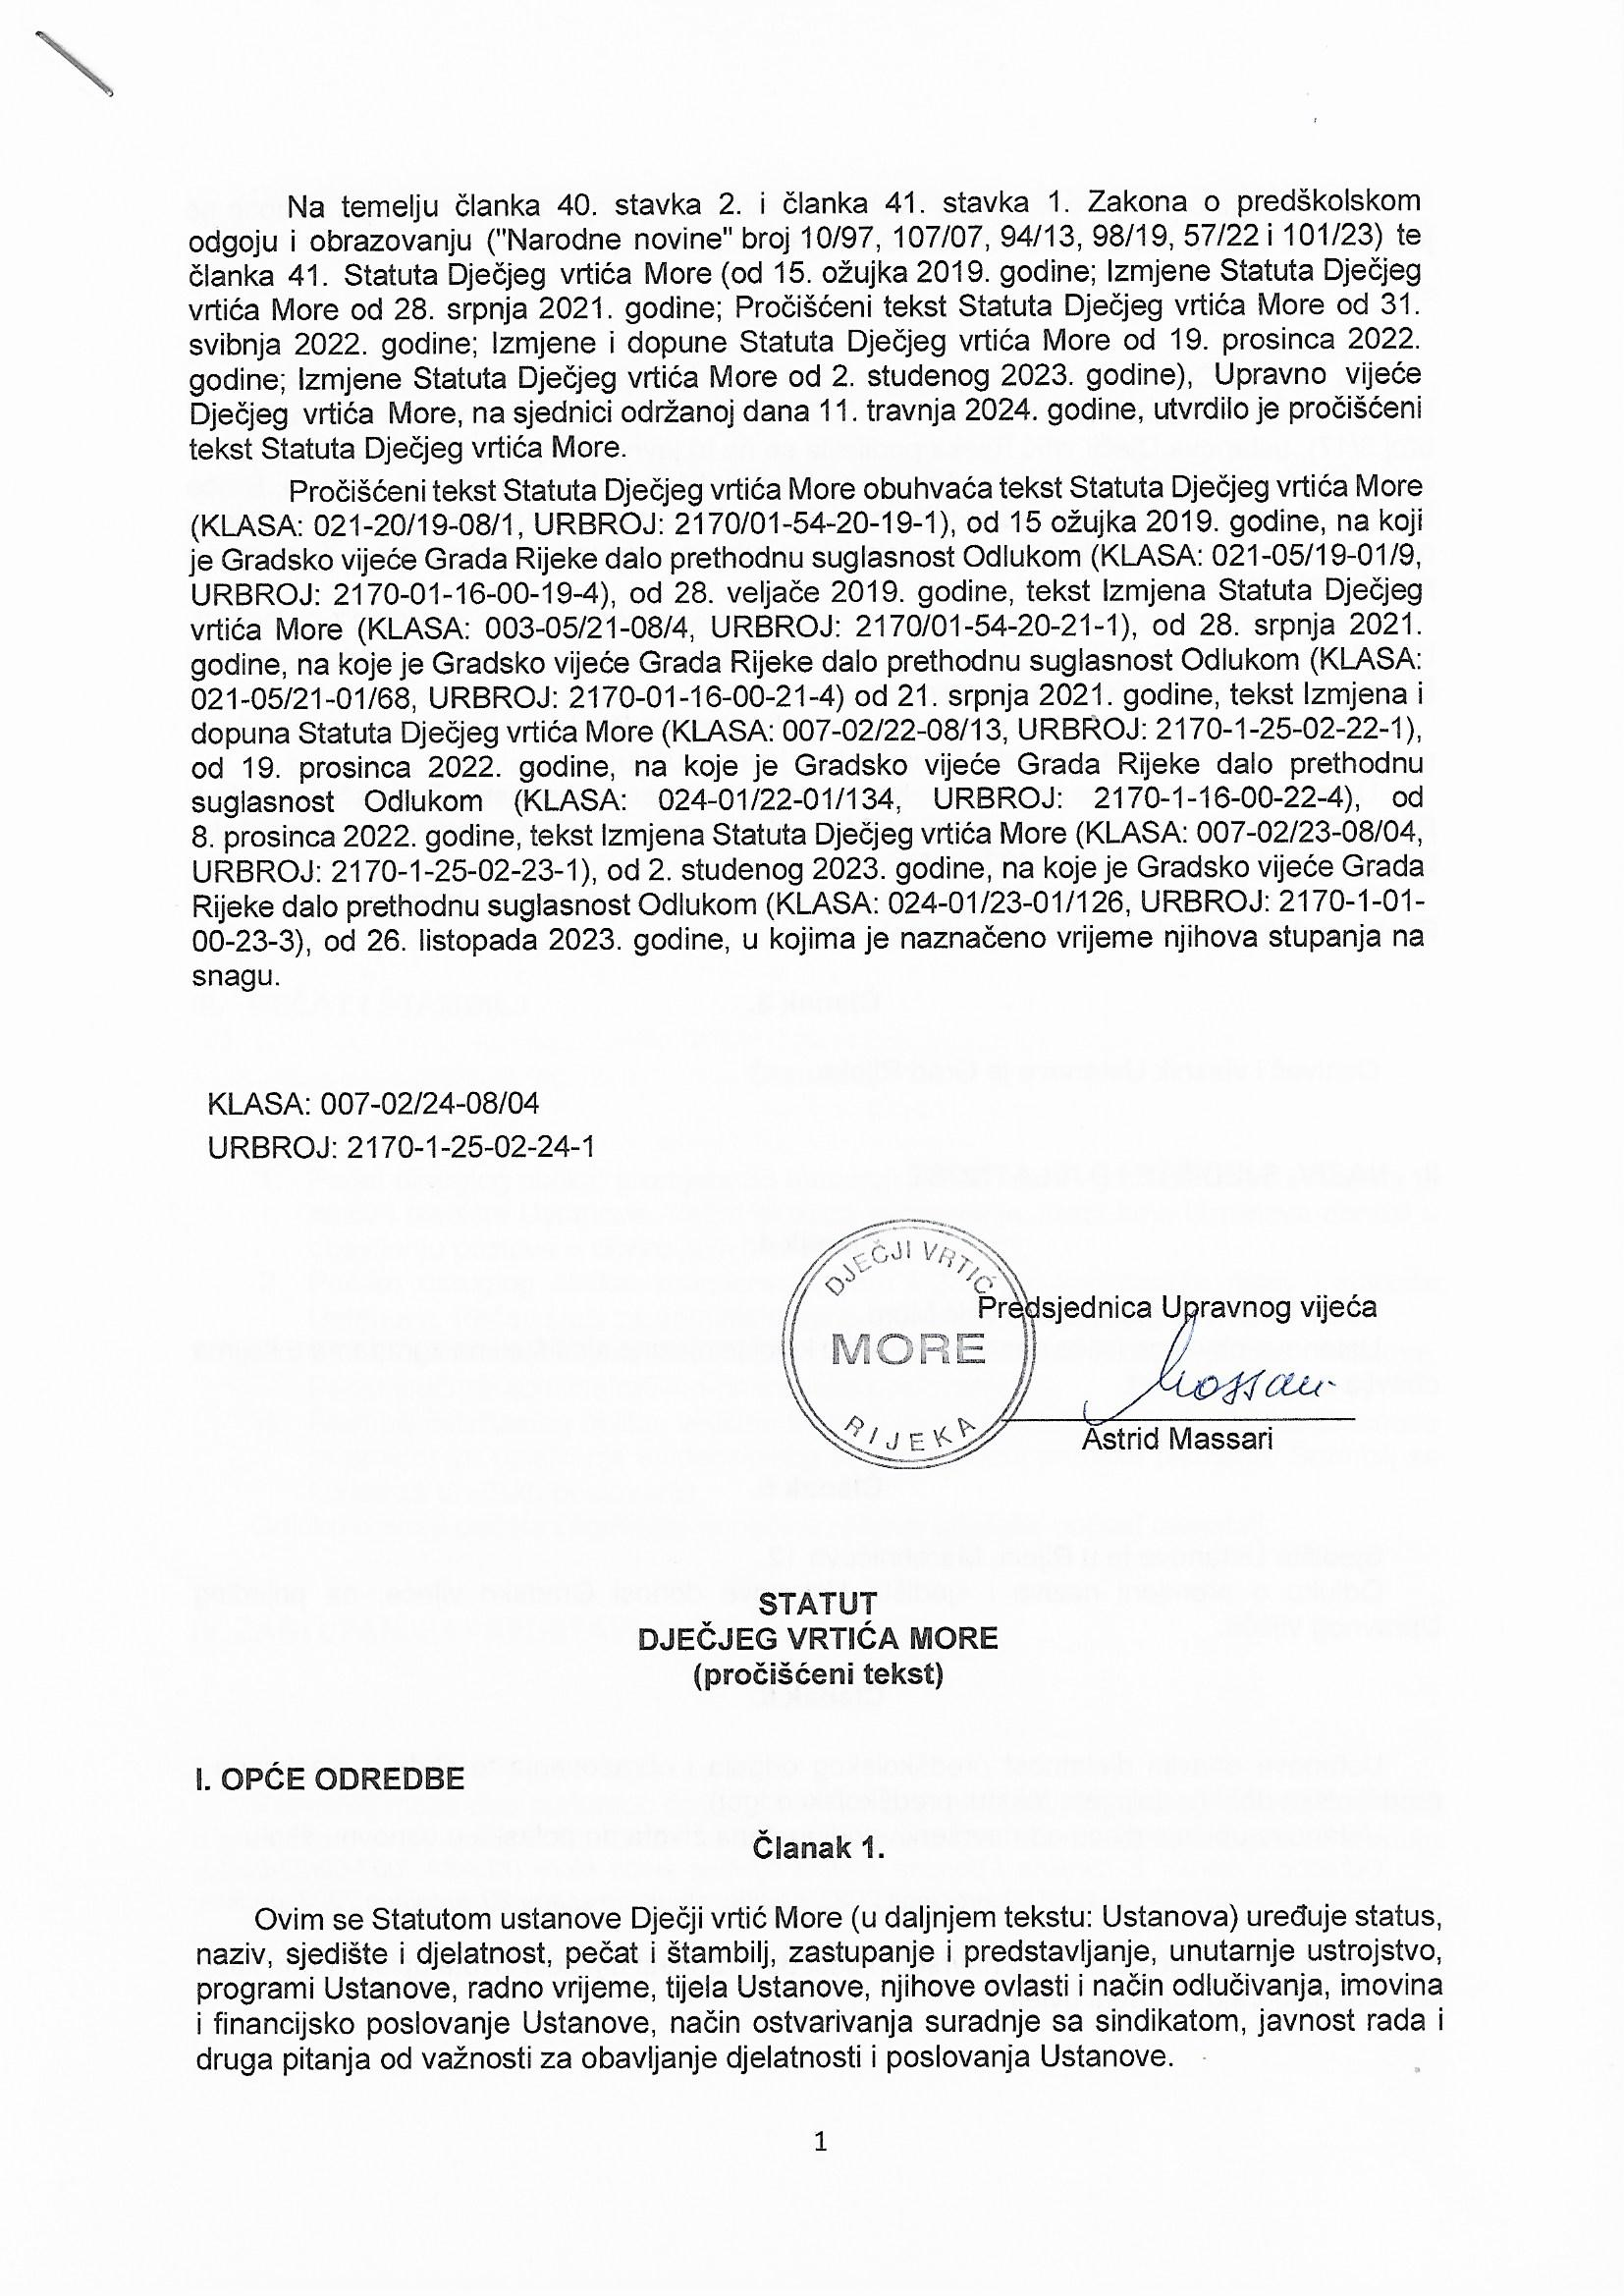 Na temelju članka 40. stavka 2. i članka 41. stavka 1. Zakona o predškolskom
odgoju i obrazovanju ("Narodne novine" broj 10/97, 107/07, 94/13, 98/19, 57/22 i 101/23) te
članka 41. Statuta Dječjeg vrtića More (od 15. ožujka 2019. godine; Izmjene Statuta Dječjeg
vrtića More od 28. srpnja 2021. godine; Pročišćeni tekst Statuta Dječjeg vrtića More od 31.
svibnja 2022. godine; Izmjene i dopune Statuta Dječjeg vrtića More od 19. prosinca 2022.
godine; Izmjene Statuta Dječjeg vrtića More od 2. studenog 2023. godine), Upravno vijeće
Dječjeg vrtića More, na sjednici održanoj dana 11. travnja 2024. godine, utvrdilo je pročišćeni
tekst Statuta Dječjeg vrtića More.
Pročišćeni tekst Statuta Dječjeg vrtića More obuhvaća tekst Statuta Dječjeg vrtića More
(KLASA: 021-20/19-08/1, URBROJ: 2170/01-54-20-19-1), od 15 ožujka 2019. godine, na koji
je Gradsko vijeće Grada Rijeke dalo prethodnu suglasnost Odlukom (KLASA: 021-05/19-01/9,
URBROJ: 2170-01-16-00-19-4), od 28. veljače 2019. godine, tekst Izmjena Statuta Dječjeg
vrtića More (KLASA: 003-05/21-08/4, URBROJ: 2170/01-54-20-21-1), od 28. srpnja 2021.
godine, na koje je Gradsko vijeće Grada Rijeke dalo prethodnu suglasnost Odlukom (KLASA:
021-05/21-01/68, URBROJ: 2170-01-16-00-21-4) od 21. srpnja 2021. godine, tekst Izmjena i
dopuna Statuta Dječjeg vrtića More (KLASA: 007-02/22-08/13, URBROJ: 2170-1-25-02-22-1),
od 19. prosinca 2022. godine, na koje je Gradsko vijeće Grada Rijeke dalo prethodnu
suglasnost Odlukom (KLASA: 024-01/22-01/134, URBROJ: 2170-1-16-00-22-4), od
8. prosinca 2022. godine, tekst Izmjena Statuta Dječjeg vrtića More (KLASA: 007-02/23-08/04,
URBROJ: 2170-1-25-02-23-1), od 2. studenog 2023. godine, na koje je Gradsko vijeće Grada
Rijeke dalo prethodnu suglasnost Odlukom (KLASA: 024-01/23-01/126, URBROJ: 2170-1-01-
00-23-3), od 26. listopada 2023. godine, u kojima je naznačeno vrijeme njihova stupanja na
snagu.
KLASA: 007-02/24-08/04
URBROJ: 2170-1-25-02-24-1
DJEČJI VRTIĆ
MORE
RIJEKA
Predsjednica Upravnog vijeća
Astrid Massari
STATUT
DJEČJEG VRTIĆA MORE
(pročišćeni tekst)
I. OPĆE ODREDBE
Članak 1.
Ovim se Statutom ustanove Dječji vrtić More (u daljnjem tekstu: Ustanova) uređuje status,
naziv, sjedište i djelatnost, pečat i štambilj, zastupanje i predstavljanje, unutarnje ustrojstvo,
programi Ustanove, radno vrijeme, tijela Ustanove, njihove ovlasti i način odlučivanja, imovina
i financijsko poslovanje Ustanove, način ostvarivanja suradnje sa sindikatom, javnost rada i
druga pitanja od važnosti za obavljanje djelatnosti i poslovanja Ustanove.
1